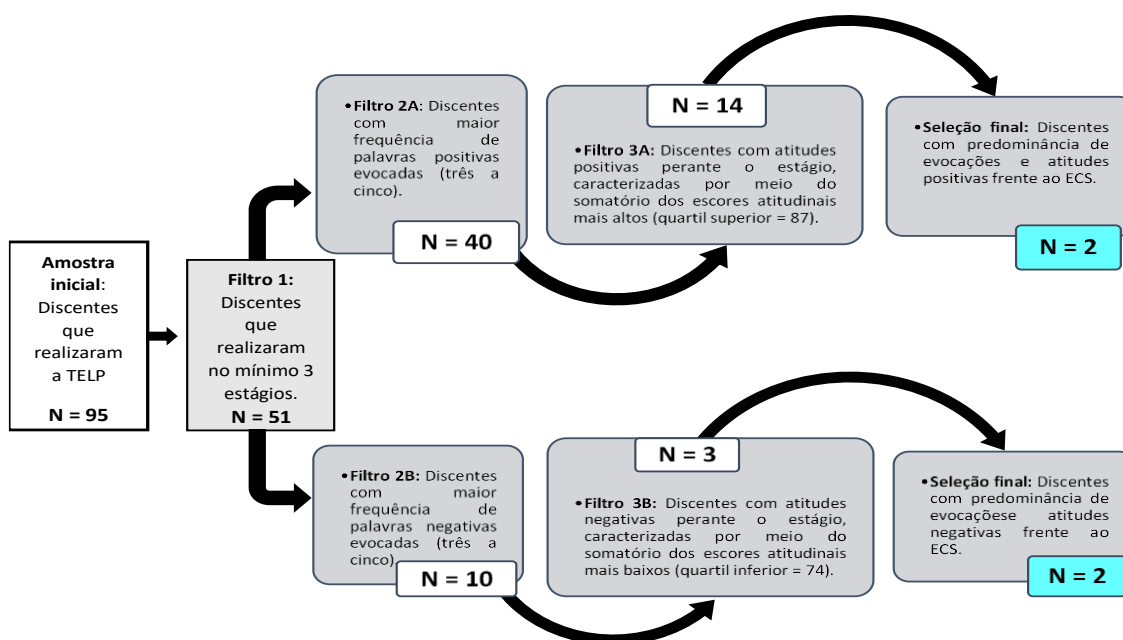 Amostra
inicial:
Discentes
que
realizaram
a TELP
N = 95
Filtro 1:
Discentes
que
realizaram
no mínimo 3
estágios.
N = 51
•Filtro 2A: Discentes
com maior
frequência de
palavras positivas
evocadas (três a
cinco).
N = 40
N = 14
•Filtro 3A: Discentes com atitudes
positivas perante o estágio,
caracterizadas por meio do
somatório dos escores atitudinais
mais altos (quartil superior = 87).
•Seleção final: Discentes
com predominância de
evocações e atitudes
positivas frente ao ECS.
N = 2
•Filtro 2B: Discentes
com maior
frequência de
palavras negativas
evocadas (três a
cinco).
N = 10
N = 3
•Filtro 3B: Discentes com atitudes
negativas perante o estágio,
caracterizadas por meio do
somatório dos escores atitudinais
mais baixos (quartil inferior = 74).
•Seleção final: Discentes
com predominância de
evocaçõese atitudes
negativas frente ao
ECS.
N = 2